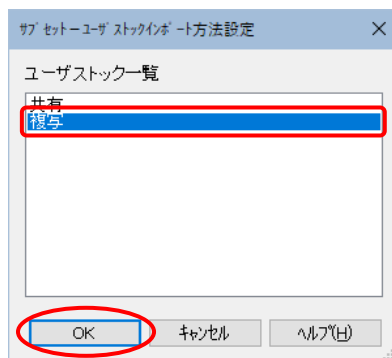 ｻﾌﾞｾｯﾄーﾕｰｻﾞｽﾄｯｸｲﾝﾎﾟｰﾄ方法設定
ユーザストック一覧
共有
複写
OK
ｷｬﾝｾﾙ
ﾍﾙﾌﾟ(H)